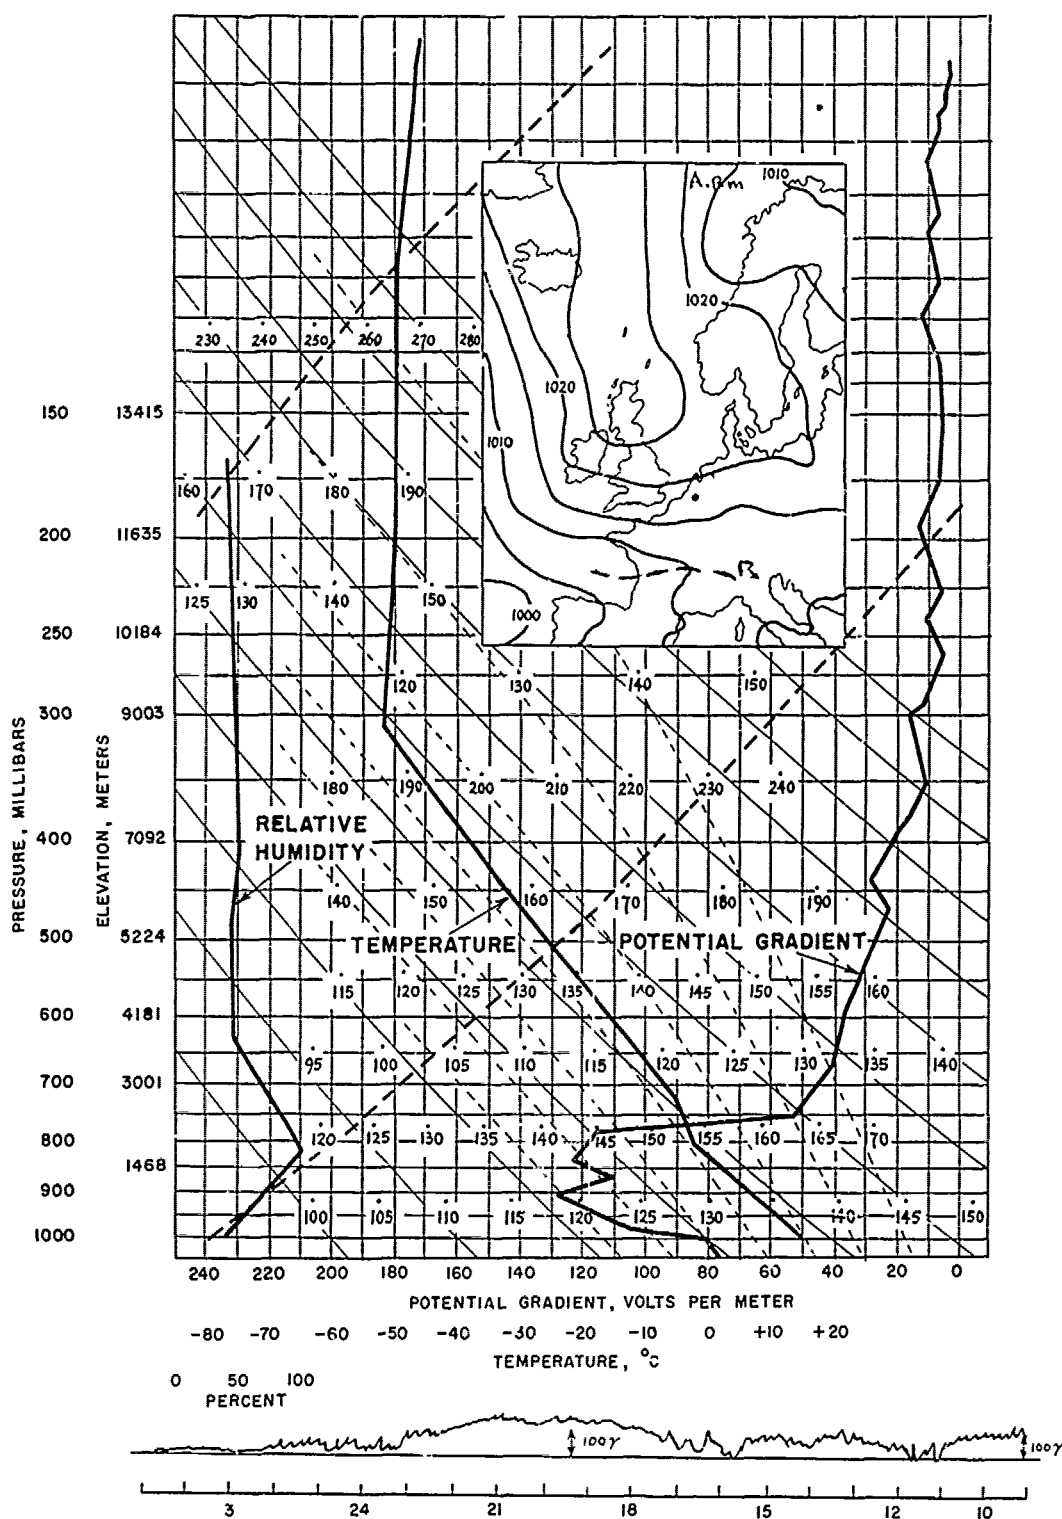 A.M.m
1010
1020
1020
1010
1000
230 240 250 260 270 280
150 13415
160 170 180 190
200 11635
125 130 140 150
250 10184
120 130 140 150
300 9003
180 190 200 210 220 230 240
RELATIVE
HUMIDITY
400 7092
140 150 160 170 180 190
PRESSURE, MILLIBARS
ELEVATION, METERS
500 5224
TEMPERATURE
POTENTIAL GRADIENT
115 120 125 130 135 140 145 150 155 160
600 4181
95 100 105 110 115 120 125 130 135 140
700 3001
120 125 130 135 140 145 150 155 160 165 170
800
1468
900
100 105 110 115 120 125 130 140 145 150
1000
240 220 200 180 160 140 120 100 80 60 40 20 0
POTENTIAL GRADIENT, VOLTS PER METER
-80 -70 -60 -50 -40 -30 -20 -10 0 +10 +20
TEMPERATURE, °C
0 50 100
PERCENT
100γ
100γ
3 24 21 18 15 12 10